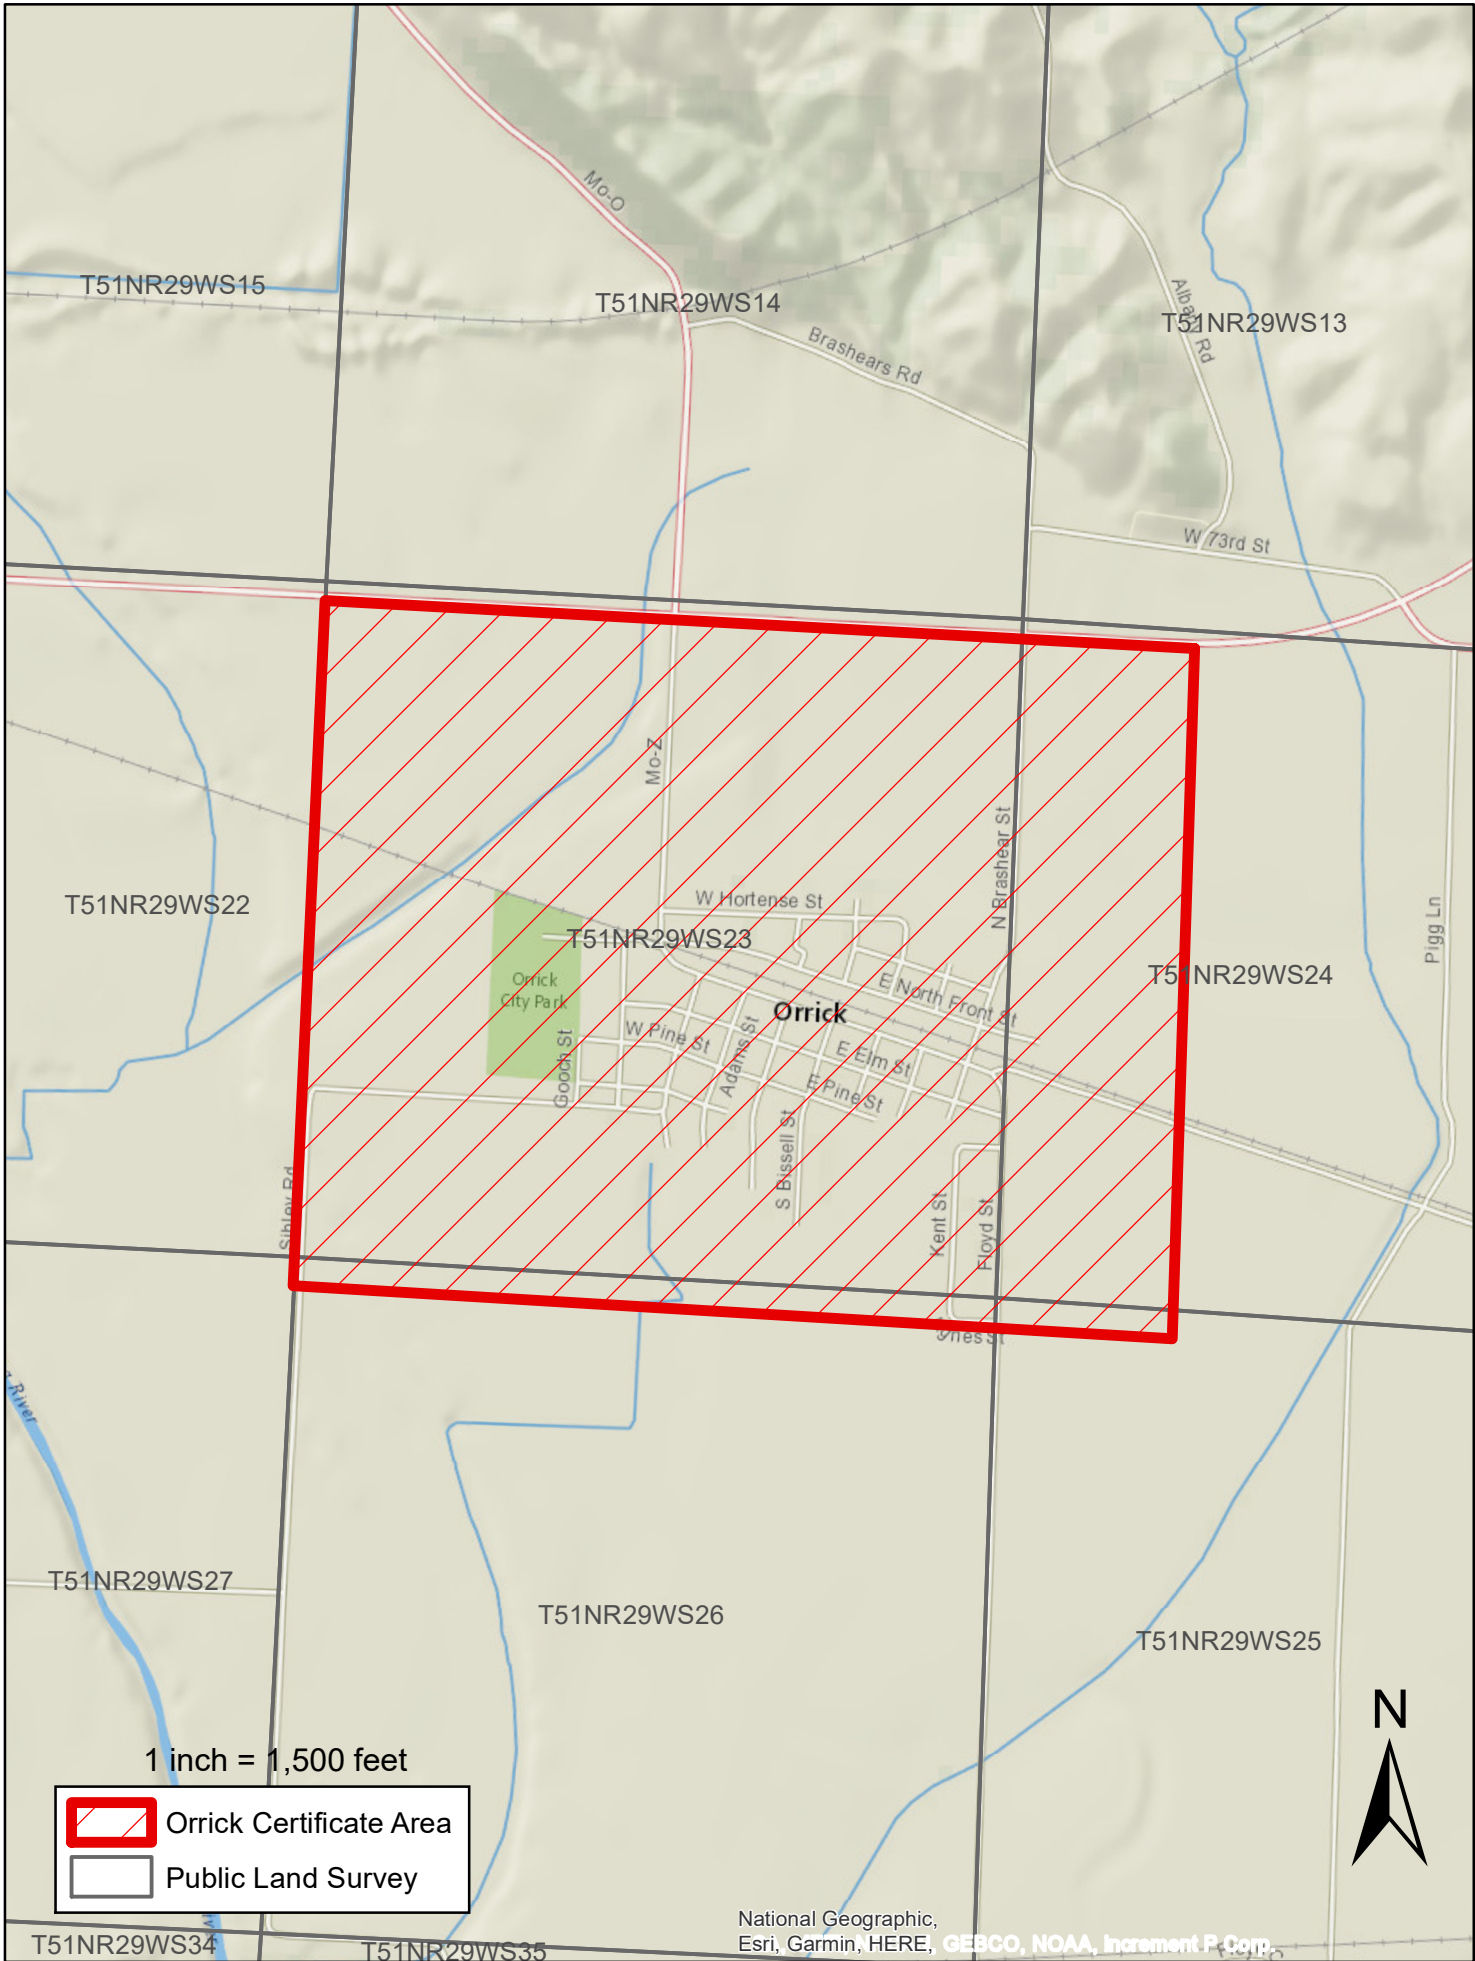 Mo-O
T51NR29WS15
T51NR29WS14
Albany Rd
T51NR29WS13
Brashears Rd
W 73rd St
Mo-Z
N Brashear St
W Hortense St
T51NR29WS22
T51NR29WS23
Pigg Ln
T51NR29WS24
Orrick
City Park
E North Front St
Orrick
W Pine St
Adams St
E Elm St
Gooch St
E Pine St
S Bissell St
Sibley Rd
Kent St
Floyd St
River
T51NR29WS27
T51NR29WS26
T51NR29WS25
N
1 inch = 1,500 feet
Orrick Certificate Area
Public Land Survey
National Geographic,
Esri, Garmin, HERE, GEBCO, NOAA, Increment P Corp.
T51NR29WS34
T51NR29WS35